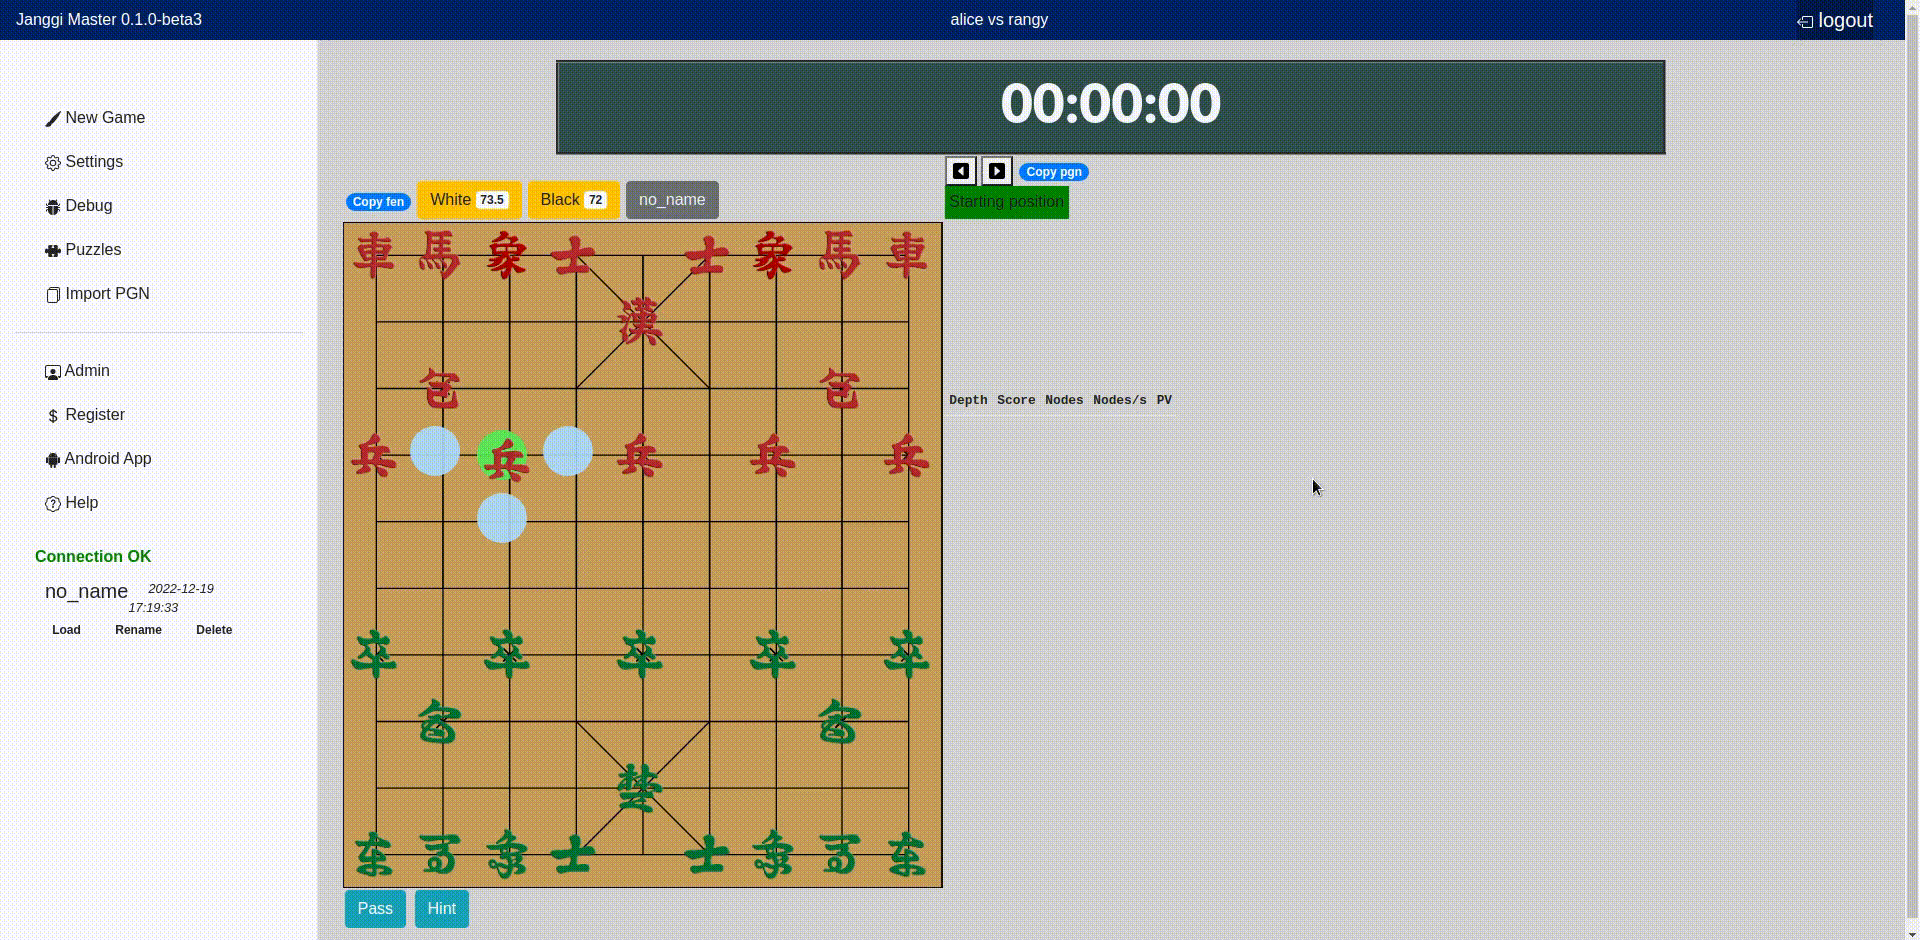 Janggi Master 0.1.0-beta3
alice vs rangy
logout
New Game
Settings
Debug
Puzzles
Import PGN
Admin
Register
Android App
Help
Connection OK
no_name 2022-12-19
17:19:33
Load Rename Delete
00:00:00
Copy pgn
Starting position
Copy fen White 73.5 Black 72 no_name
車 馬 象 士 士 象 馬 車
漢
包 包
兵 兵 兵 兵 兵
卒 卒 卒 卒 卒
包 包
楚
車 馬 象 士 士 象 馬 車
Pass Hint
Depth Score Nodes Nodes/s PV